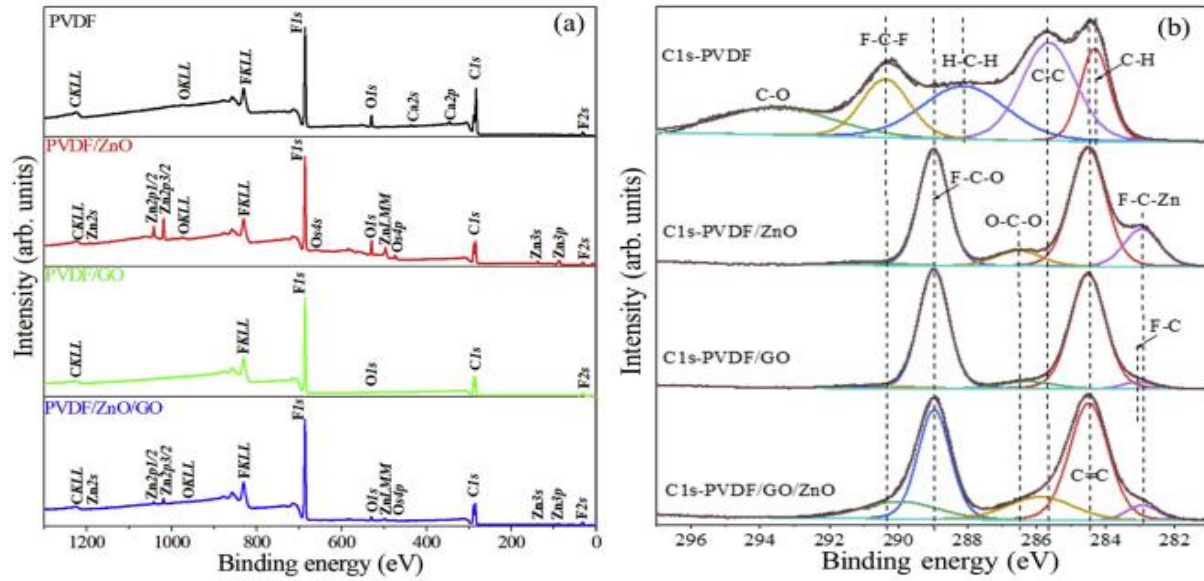 PVDF
(a)
CKLL
OKLL
FKLL
F1s
O1s
Ca2s
Ca2p
C1s
F2s
PVDF/ZnO
CKLL
Zn2s
Zn2p1/2
Zn2p3/2
OKLL
FKLL
F1s
Os4s
O1s
ZnLMM
Os4p
C1s
Zn3s
Zn3p
F2s
PVDF/GO
CKLL
FKLL
F1s
O1s
C1s
F2s
PVDF/ZnO/GO
CKLL
Zn2s
Zn2p1/2
Zn2p3/2
OKLL
FKLL
F1s
O1s
ZnLMM
Os4p
C1s
Zn3s
Zn3p
F2s
Intensity (arb. units)
1200 1000 800 600 400 200 0
Binding energy (eV)
(b)
C1s-PVDF
C-O
F-C-F
H-C-H
C-C
C-H
C1s-PVDF/ZnO
F-C-O
O-C-O
F-C-Zn
C1s-PVDF/GO
F-C
C1s-PVDF/GO/ZnO
C=C
Intensity (arb. units)
296 294 292 290 288 286 284 282
Binding energy (eV)